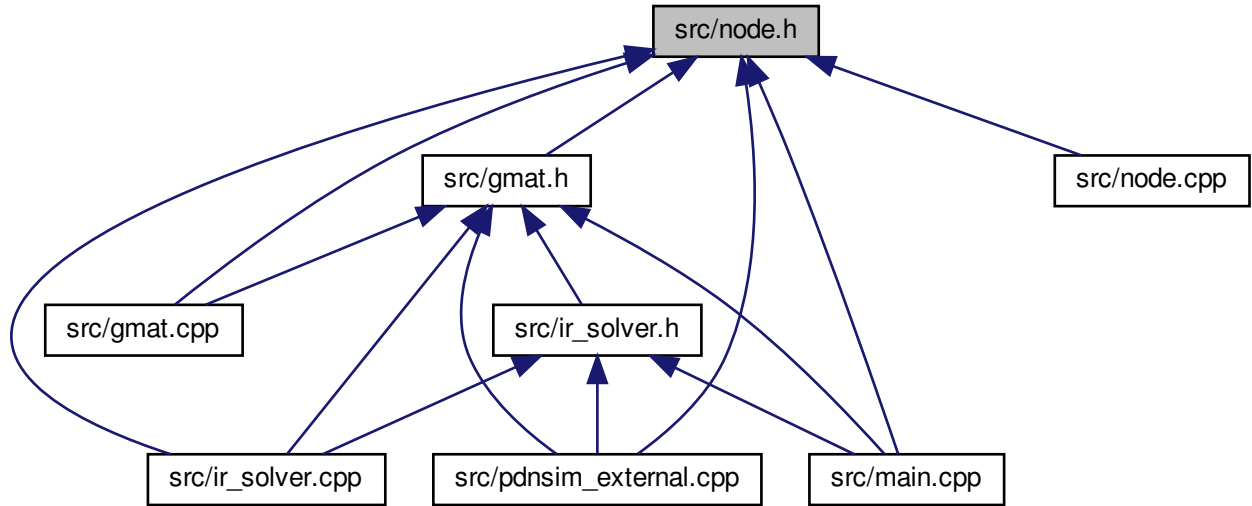 src/node.h
src/gmat.h
src/node.cpp
src/gmat.cpp
src/ir_solver.h
src/ir_solver.cpp
src/pdnsim_external.cpp
src/main.cpp